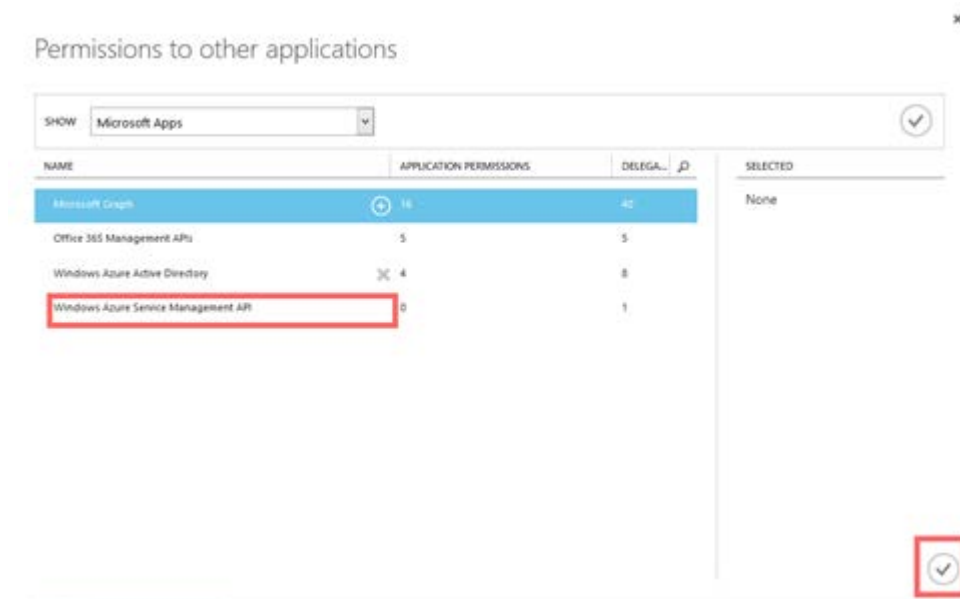 Permissions to other applications
SHOW Microsoft Apps
NAME APPLICATION PERMISSIONS DELEGA... SELECTED
Microsoft Graph 16 40 None
Office 365 Management APIs 5 5
Windows Azure Active Directory 4 8
Windows Azure Service Management API 0 1